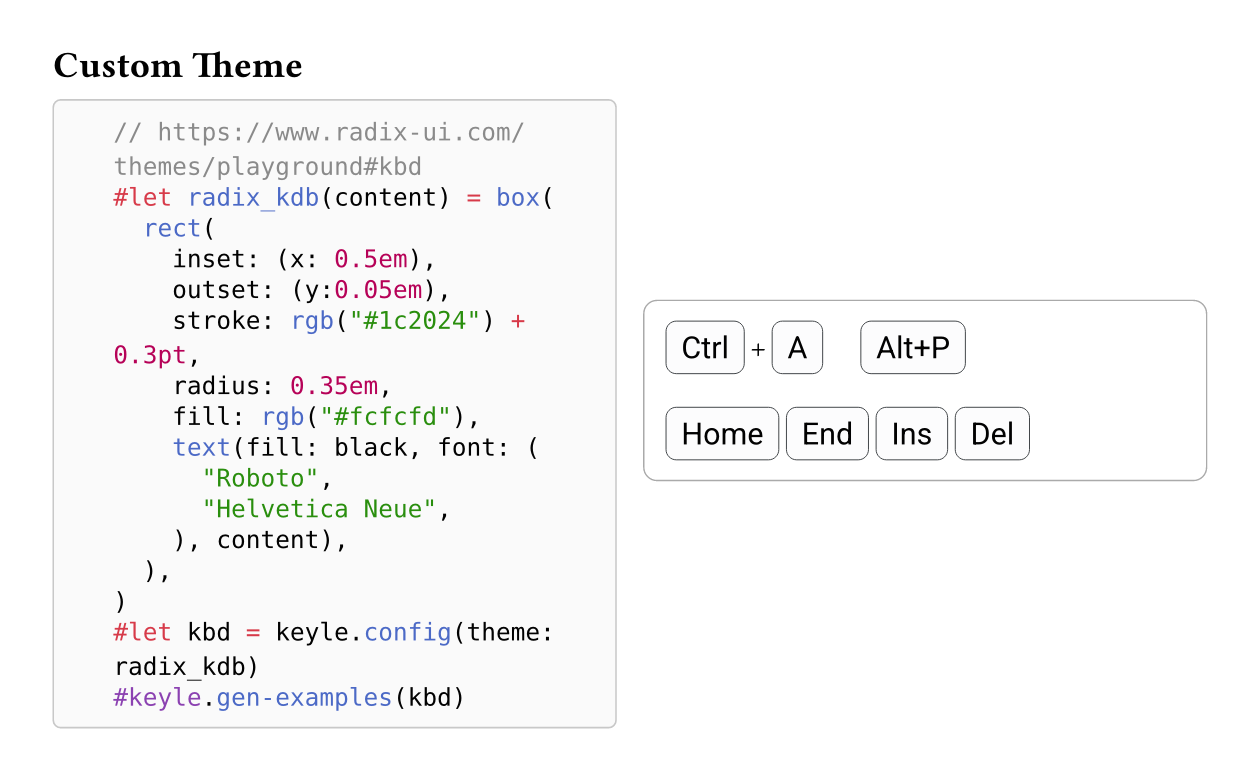 Custom Theme
// https://www.radix-ui.com/
themes/playground#kbd
#let radix_kdb(content) = box(
  rect(
    inset: (x: 0.5em),
    outset: (y:0.05em),
    stroke: rgb("#1c2024") +
0.3pt,
    radius: 0.35em,
    fill: rgb("#fcfcfd"),
    text(fill: black, font: (
      "Roboto",
      "Helvetica Neue",
    ), content),
  ),
)
#let kbd = keyle.config(theme:
radix_kdb)
#keyle.gen-examples(kbd)
Ctrl + A Alt+P
Home End Ins Del